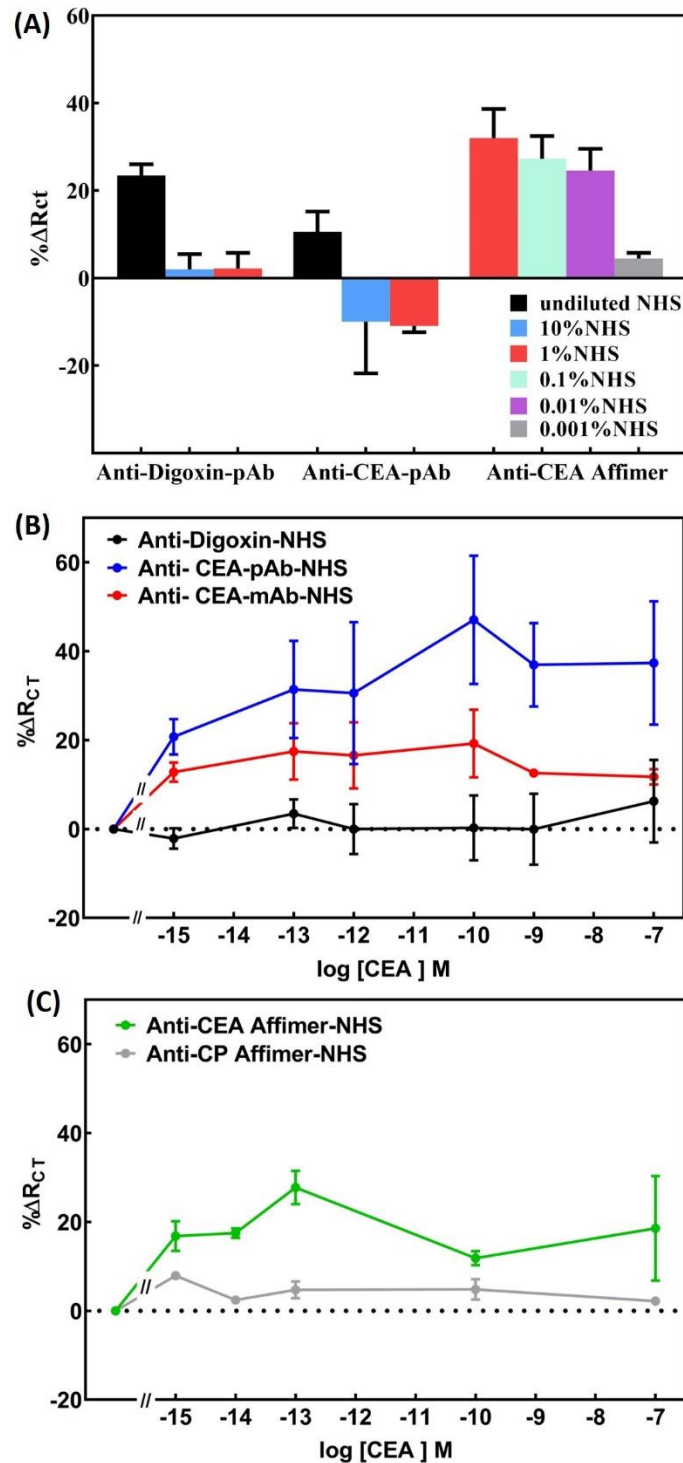 (A)
60
40
20
0
-20
%ΔRct
undiluted NHS
10%NHS
1%NHS
0.1%NHS
0.01%NHS
0.001%NHS
Anti-Digoxin-pAb Anti-CEA-pAb Anti-CEA Affimer
(B)
Anti-Digoxin-NHS
Anti- CEA-pAb-NHS
Anti- CEA-mAb-NHS
60
40
20
0
-20
%ΔRCT
// // //
-15 -14 -13 -12 -11 -10 -9 -8 -7
log [CEA ] M
(C)
Anti-CEA Affimer-NHS
Anti-CP Affimer-NHS
60
40
20
0
-20
%ΔRCT
// //
-15 -14 -13 -12 -11 -10 -9 -8 -7
log [CEA ] M